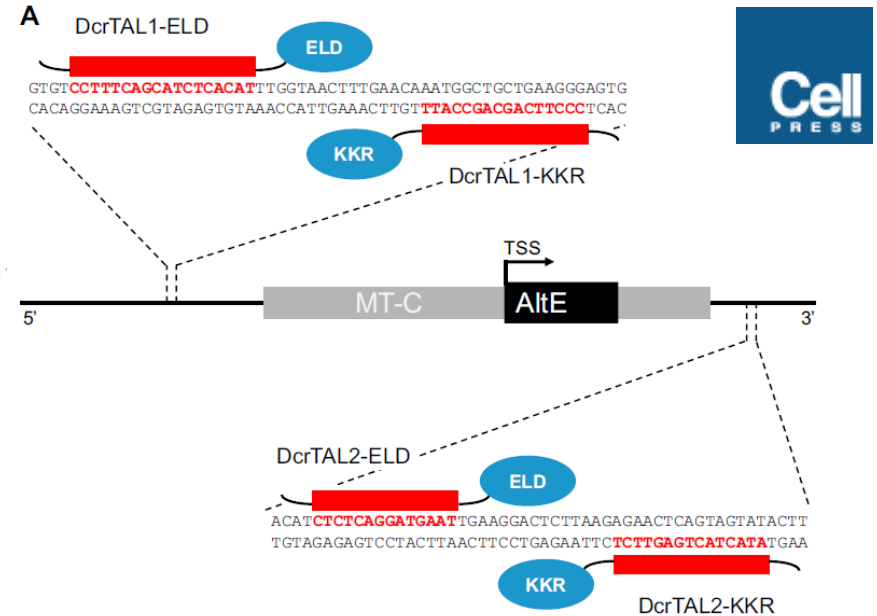 A
DcrTAL1-ELD
ELD
GTGTCCTTTCAGCATCTCACATTTGGTAACTTTGAACAAATGGCTGCTGAAGGGAGTG
CACAGGAAAGTCGTAGAGTGTAAACCATTGAAACTTGTTTACCGACGACTTCCCTCAC
KKR
DcrTAL1-KKR
Cell
PRESS
TSS
MT-C
AltE
5'
3'
DcrTAL2-ELD
ELD
ACATCTCTCAGGATGAATTGAAGGACTCTTAAGAGAACTCAGTAGTATACTT
TGTAGAGAGTCCTACTTAACTTCCTGAGAATTCTCTTGAGTCATCATATGAA
KKR
DcrTAL2-KKR